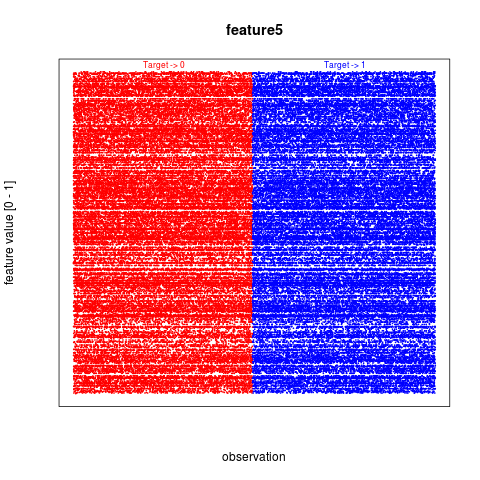 feature5
Target -> 0
Target -> 1
feature value [0 - 1]
observation